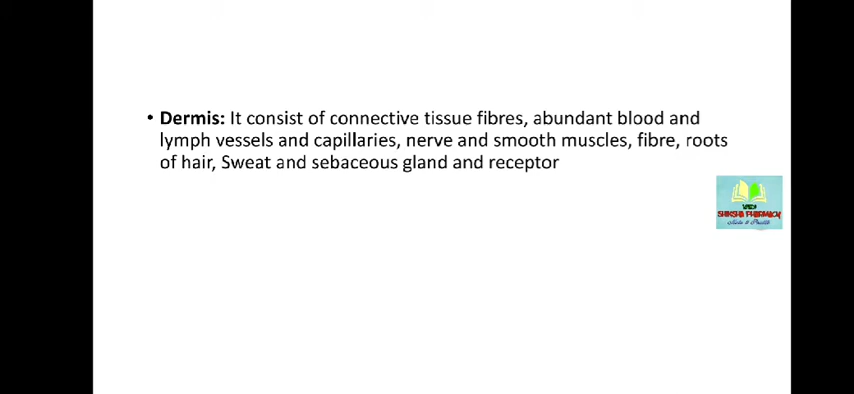 • Dermis: It consist of connective tissue fibres, abundant blood and
lymph vessels and capillaries, nerve and smooth muscles, fibre, roots
of hair, Sweat and sebaceous gland and receptor
SHIKSHA PHARMACY